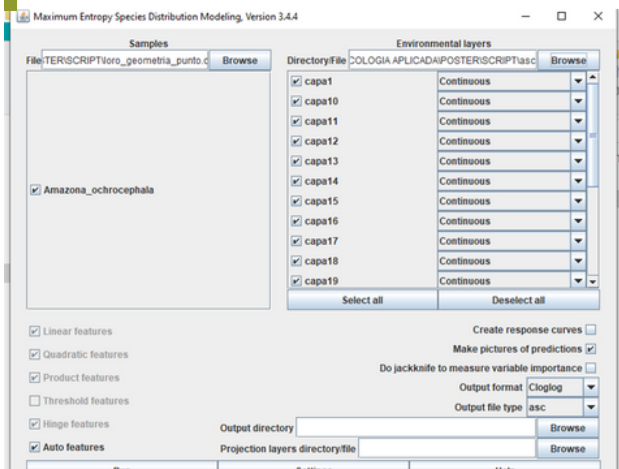 Maximum Entropy Species Distribution Modeling, Version 3.4.4
Samples
File TER\SCRIPT\loro_geometria_punto.c Browse
Amazona_ochrocephala
Environmental layers
Directory/File COLOGIA APLICADA\POSTER\SCRIPT\asc Browse
capa1 Continuous
capa10 Continuous
capa11 Continuous
capa12 Continuous
capa13 Continuous
capa14 Continuous
capa15 Continuous
capa16 Continuous
capa17 Continuous
capa18 Continuous
capa19 Continuous
Select all Deselect all
Linear features
Quadratic features
Product features
Threshold features
Hinge features
Auto features
Create response curves
Make pictures of predictions
Do jackknife to measure variable importance
Output format Cloglog
Output file type asc
Output directory Browse
Projection layers directory/file Browse
Run Settings Help